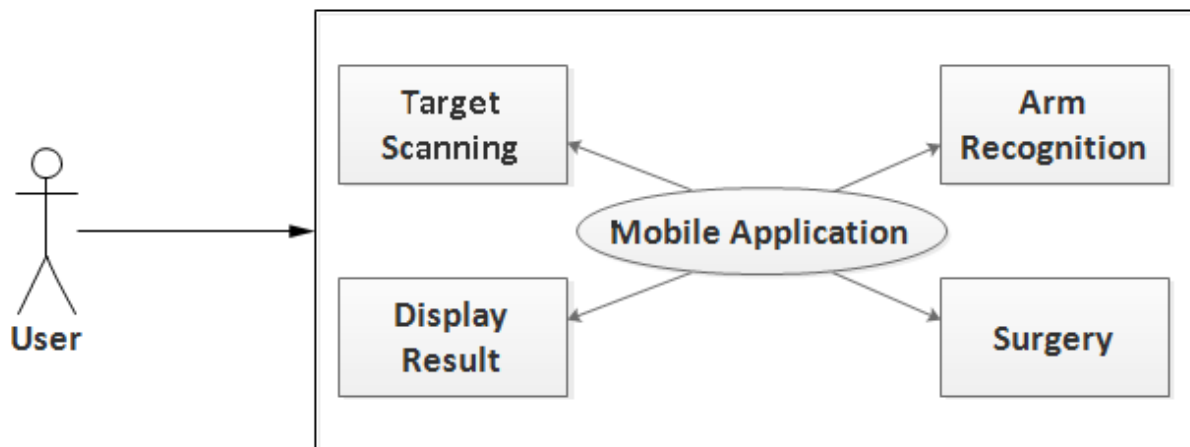 Target
Scanning
Arm
Recognition
Mobile Application
User
Display
Result
Surgery